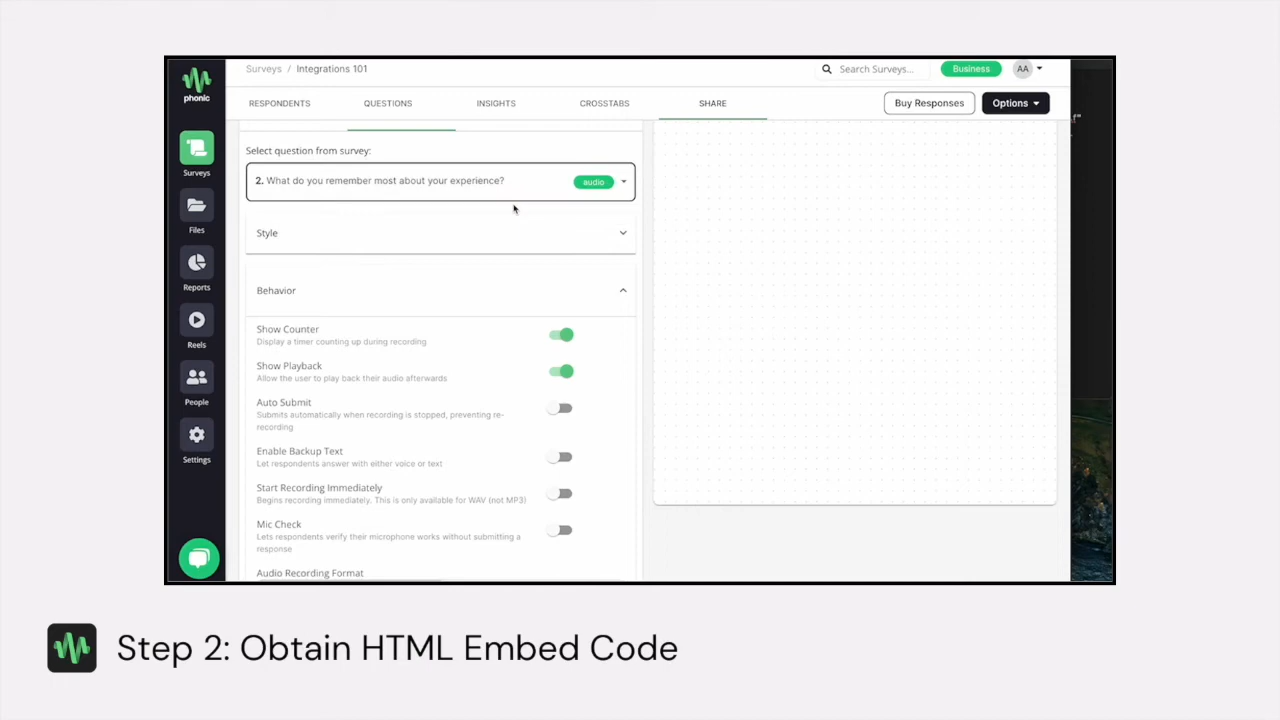 phonic
Surveys / Integrations 101
Search Surveys...
Business
AA
RESPONDENTS
QUESTIONS
INSIGHTS
CROSSTABS
SHARE
Buy Responses
Options
Surveys
Files
Reports
Reels
People
Settings
Select question from survey:
2. What do you remember most about your experience?
audio
Style
Behavior
Show Counter
Display a timer counting up during recording
Show Playback
Allow the user to play back their audio afterwards
Auto Submit
Submits automatically when recording is stopped, preventing re-
recording
Enable Backup Text
Let respondents answer with either voice or text
Start Recording Immediately
Begins recording immediately. This is only available for WAV (not MP3)
Mic Check
Lets respondents verify their microphone works without submitting a
response
Audio Recording Format
Step 2: Obtain HTML Embed Code